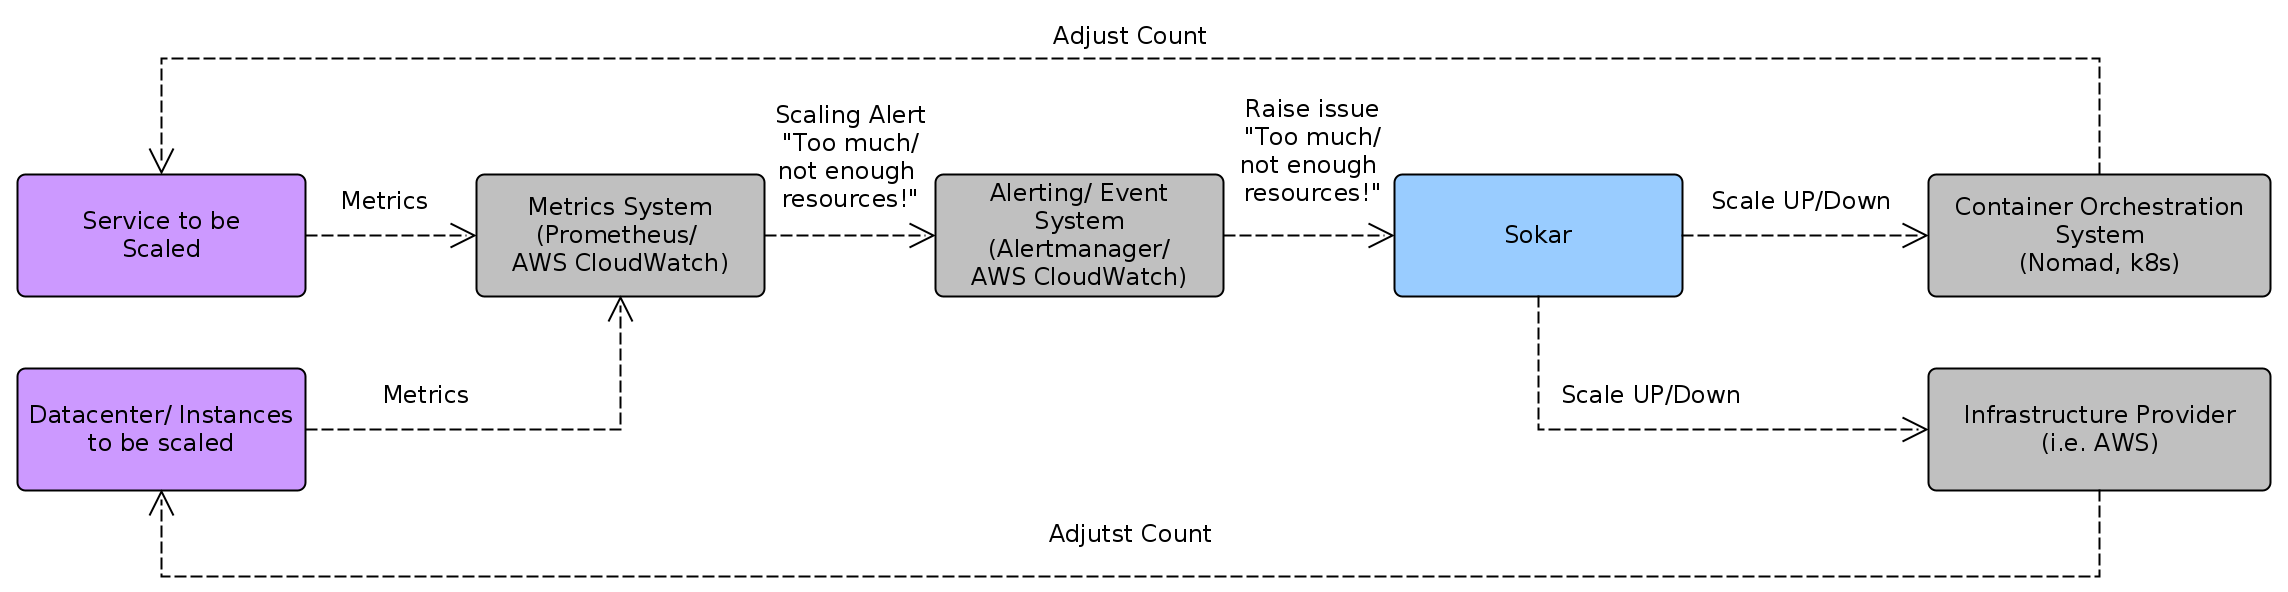 Adjust Count
Scaling Alert
"Too much/
not enough
resources!"
Raise issue
"Too much/
not enough
resources!"
Service to be
Scaled
Metrics
Metrics System
(Prometheus/
AWS CloudWatch)
Alerting/ Event
System
(Alertmanager/
AWS CloudWatch)
Sokar
Scale UP/Down
Container Orchestration
System
(Nomad, k8s)
Datacenter/ Instances
to be scaled
Metrics
Scale UP/Down
Infrastructure Provider
(i.e. AWS)
Adjutst Count